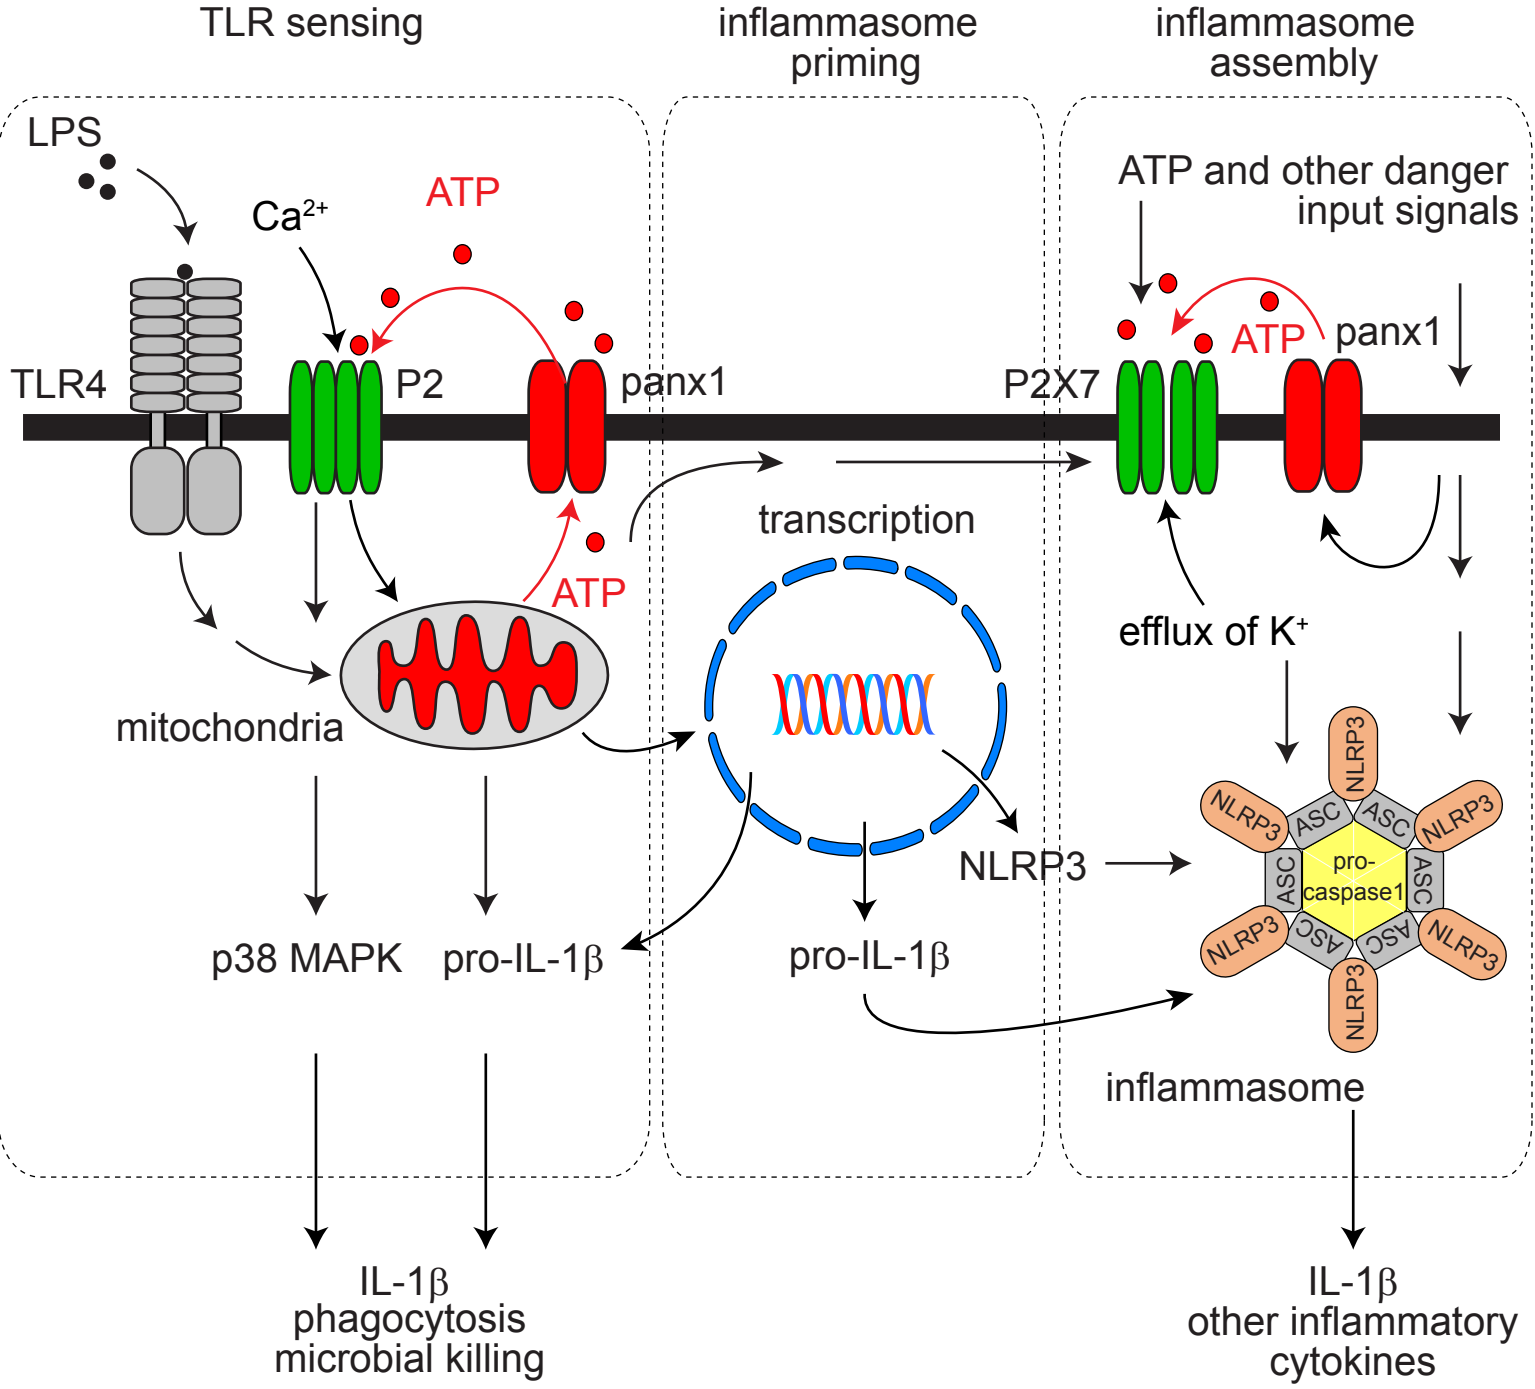 TLR sensing
inflammasome
priming
inflammasome
assembly
LPS
Ca²⁺
ATP
TLR4
P2
panx1
ATP
mitochondria
p38 MAPK
pro-IL-1β
IL-1β
phagocytosis
microbial killing
transcription
NLRP3
pro-IL-1β
ATP and other danger
input signals
ATP
panx1
P2X7
efflux of K⁺
NLRP3
NLRP3
NLRP3
ASC
ASC
ASC
ASC
pro-
caspase1
ASC
ASC
NLRP3
NLRP3
NLRP3
inflammasome
IL-1β
other inflammatory
cytokines